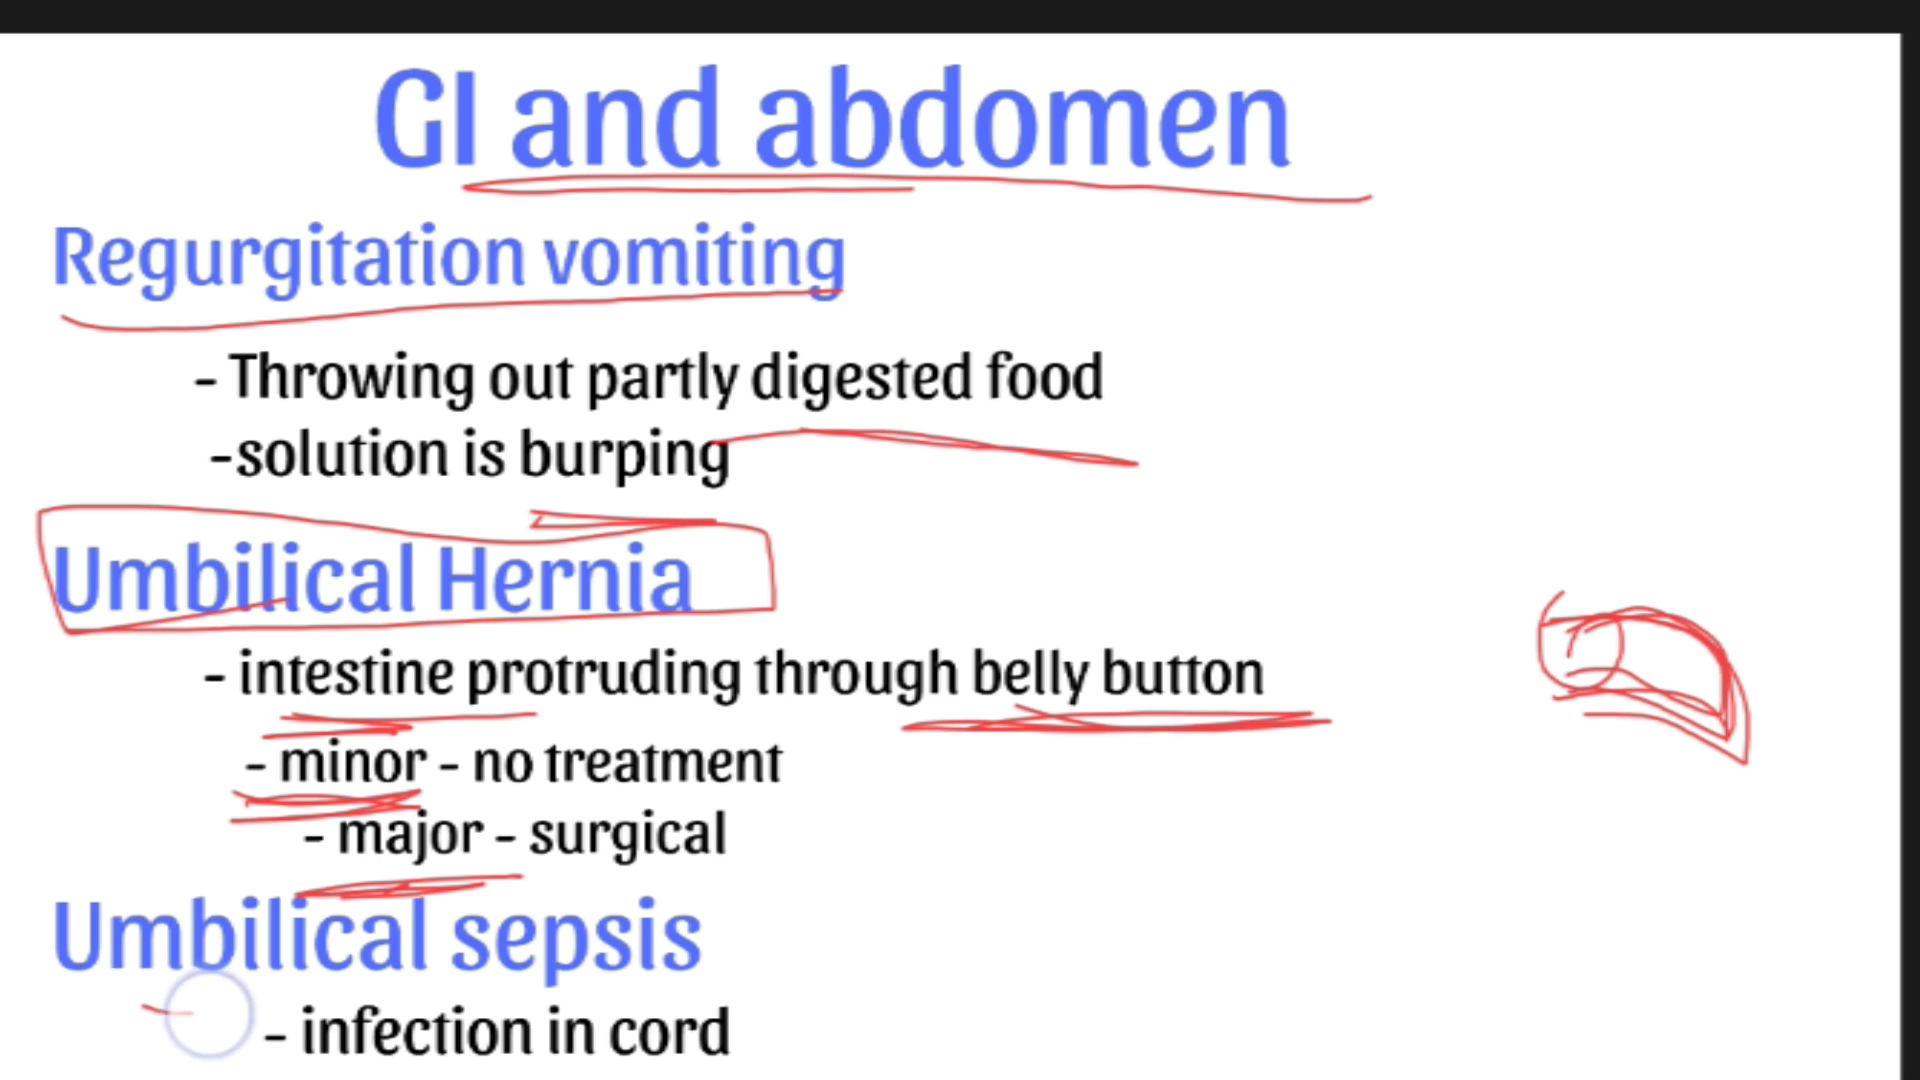 GI and abdomen
Regurgitation vomiting
- Throwing out partly digested food
-solution is burping
Umbilical Hernia
- intestine protruding through belly button
- minor - no treatment
- major - surgical
Umbilical sepsis
- infection in cord